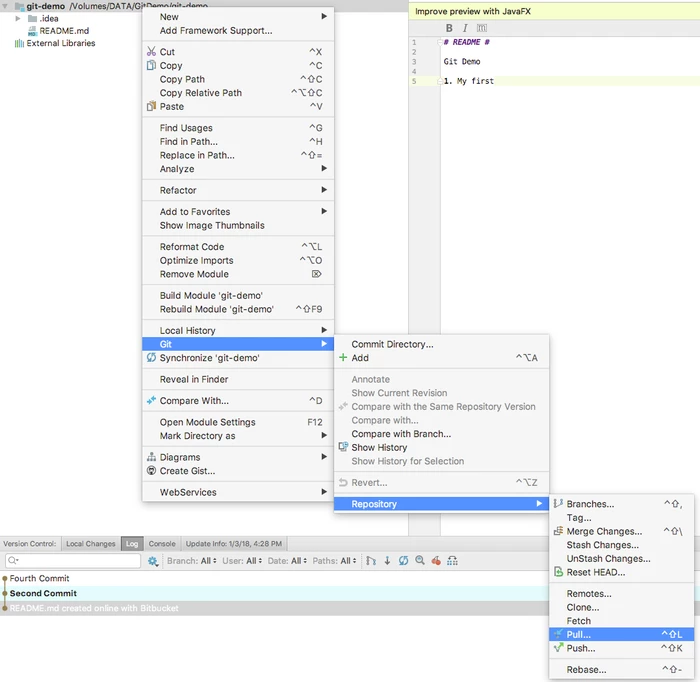 git-demo /Volumes/DATA/GitDemo/git-demo
.idea
README.md
External Libraries
New
Add Framework Support...
Cut ^X
Copy ^C
Copy Path ^⇧C
Copy Relative Path ^⌥⇧C
Paste ^V
Find Usages ^G
Find in Path... ^H
Replace in Path... ^⇧=
Analyze
Refactor
Add to Favorites
Show Image Thumbnails
Reformat Code ^⌥L
Optimize Imports ^⌥O
Remove Module ⌦
Build Module 'git-demo'
Rebuild Module 'git-demo' ^⇧F9
Local History
Git
Synchronize 'git-demo'
Reveal in Finder
Compare With... ^D
Open Module Settings F12
Mark Directory as
Diagrams
Create Gist...
WebServices
Improve preview with JavaFX
B I m
1 # README #
2
3 Git Demo
4
5 1. My first
Commit Directory...
Add ^⌥A
Annotate
Show Current Revision
Compare with the Same Repository Version
Compare with...
Compare with Branch...
Show History
Show History for Selection
Revert... ^⌥Z
Repository
Branches... ^⇧,
Tag...
Merge Changes... ^⇧\
Stash Changes...
UnStash Changes...
Reset HEAD...
Remotes...
Clone...
Fetch
Pull... ^⇧L
Push... ^⇧K
Rebase... ^⇧-
Version Control: Local Changes Log Console Update Info: 1/3/18, 4:28 PM
Branch: All User: All Date: All Paths: All
Fourth Commit
Second Commit
README.md created online with Bitbucket